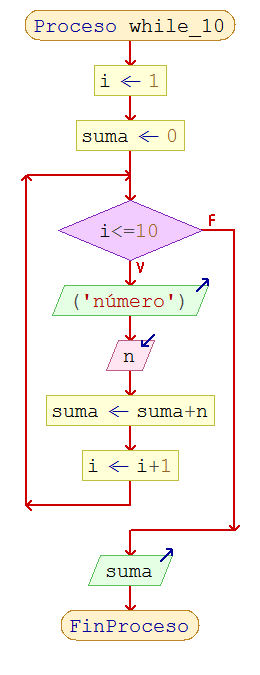 Proceso while_10
i ← 1
suma ← 0
i<=10
F
V
('número')
n
suma ← suma+n
i ← i+1
suma
FinProceso